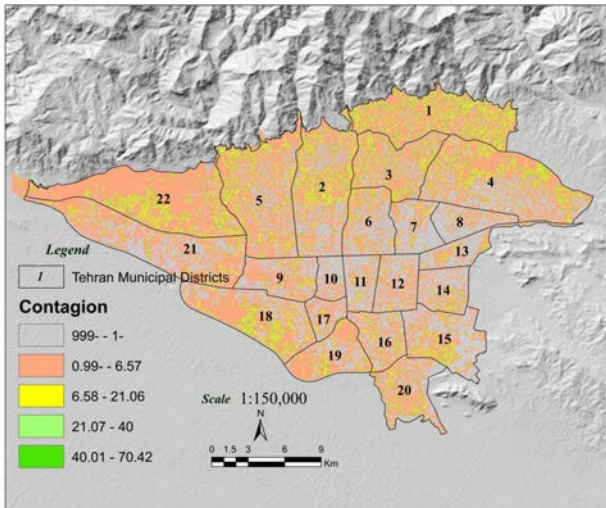 1
2
3
4
5
6
7
8
22
21
13
9
10
11
12
14
18
17
15
16
19
20
Legend
1 Tehran Municipal Districts
Contagion
999- - 1-
0.99- - 6.57
6.58 - 21.06
21.07 - 40
40.01 - 70.42
Scale 1:150,000
N
0 1.5 3 6 9
Km